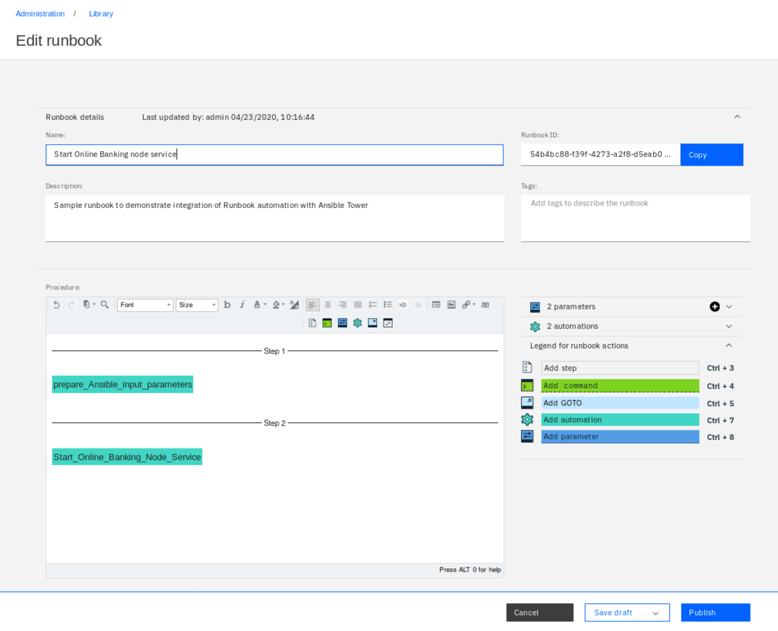 Administration / Library
Edit runbook
Runbook details Last updated by: admin 04/23/2020, 10:16:44
Name:
Start Online Banking node service
Runbook ID:
54b4bc88-f39f-4273-a2f8-d5eab0 ...
Copy
Description:
Sample runbook to demonstrate integration of Runbook automation with Ansible Tower
Tags:
Add tags to describe the runbook
Procedure:
Font Size
Step 1
prepare_Ansible_input_parameters
Step 2
Start_Online_Banking_Node_Service
Press ALT 0 for help
2 parameters
2 automations
Legend for runbook actions
Add step Ctrl + 3
Add command Ctrl + 4
Add GOTO Ctrl + 5
Add automation Ctrl + 7
Add parameter Ctrl + 8
Cancel
Save draft
Publish